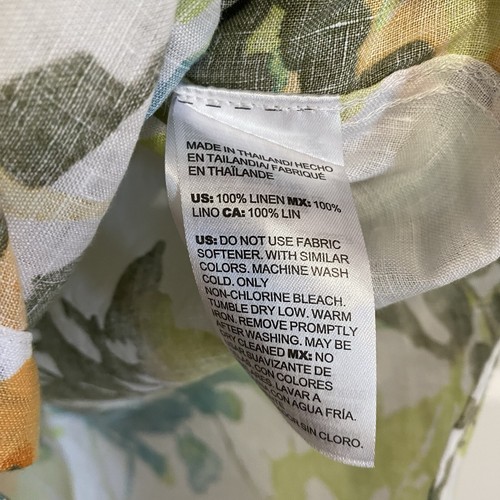 MADE IN THAILAND/ HECHO
EN TAILANDIA/ FABRIQUÉ
EN THAÏLANDE
US: 100% LINEN MX: 100%
LINO CA: 100% LIN
US: DO NOT USE FABRIC
SOFTENER. WITH SIMILAR
COLORS. MACHINE WASH
COLD. ONLY
NON-CHLORINE BLEACH.
TUMBLE DRY LOW. WARM
IRON. REMOVE PROMPTLY
AFTER WASHING. MAY BE
DRY CLEANED MX: NO
SUAVIZANTE DE
CON COLORES
LAVAR A
CON AGUA FRÍA.
SIN CLORO.